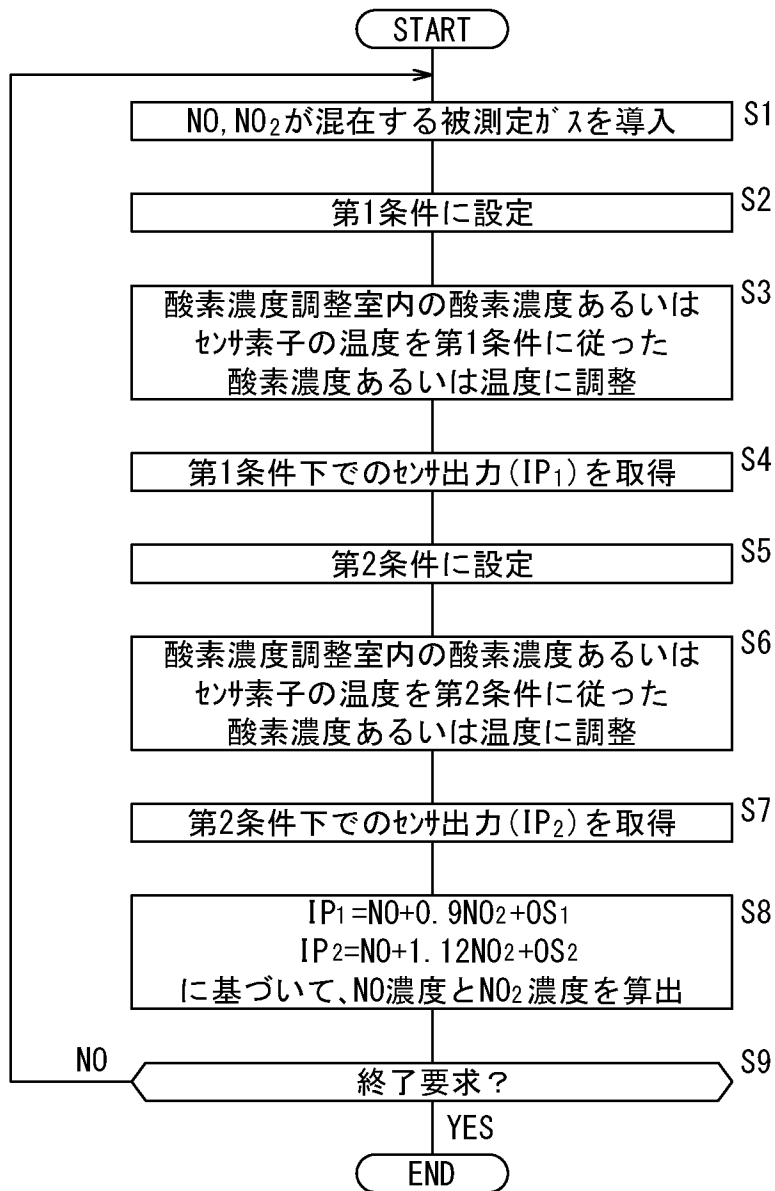 START
NO,NO₂が混在する被測定ｶﾞｽを導入
S1
第1条件に設定
S2
酸素濃度調整室内の酸素濃度あるいは
ｾﾝｻ素子の温度を第1条件に従った
酸素濃度あるいは温度に調整
S3
第1条件下でのｾﾝｻ出力(IP₁)を取得
S4
第2条件に設定
S5
酸素濃度調整室内の酸素濃度あるいは
ｾﾝｻ素子の温度を第2条件に従った
酸素濃度あるいは温度に調整
S6
第2条件下でのｾﾝｻ出力(IP₂)を取得
S7
IP₁=NO+0.9NO₂+OS₁
IP₂=NO+1.12NO₂+OS₂
に基づいて、NO濃度とNO₂濃度を算出
S8
NO
終了要求？
S9
YES
END